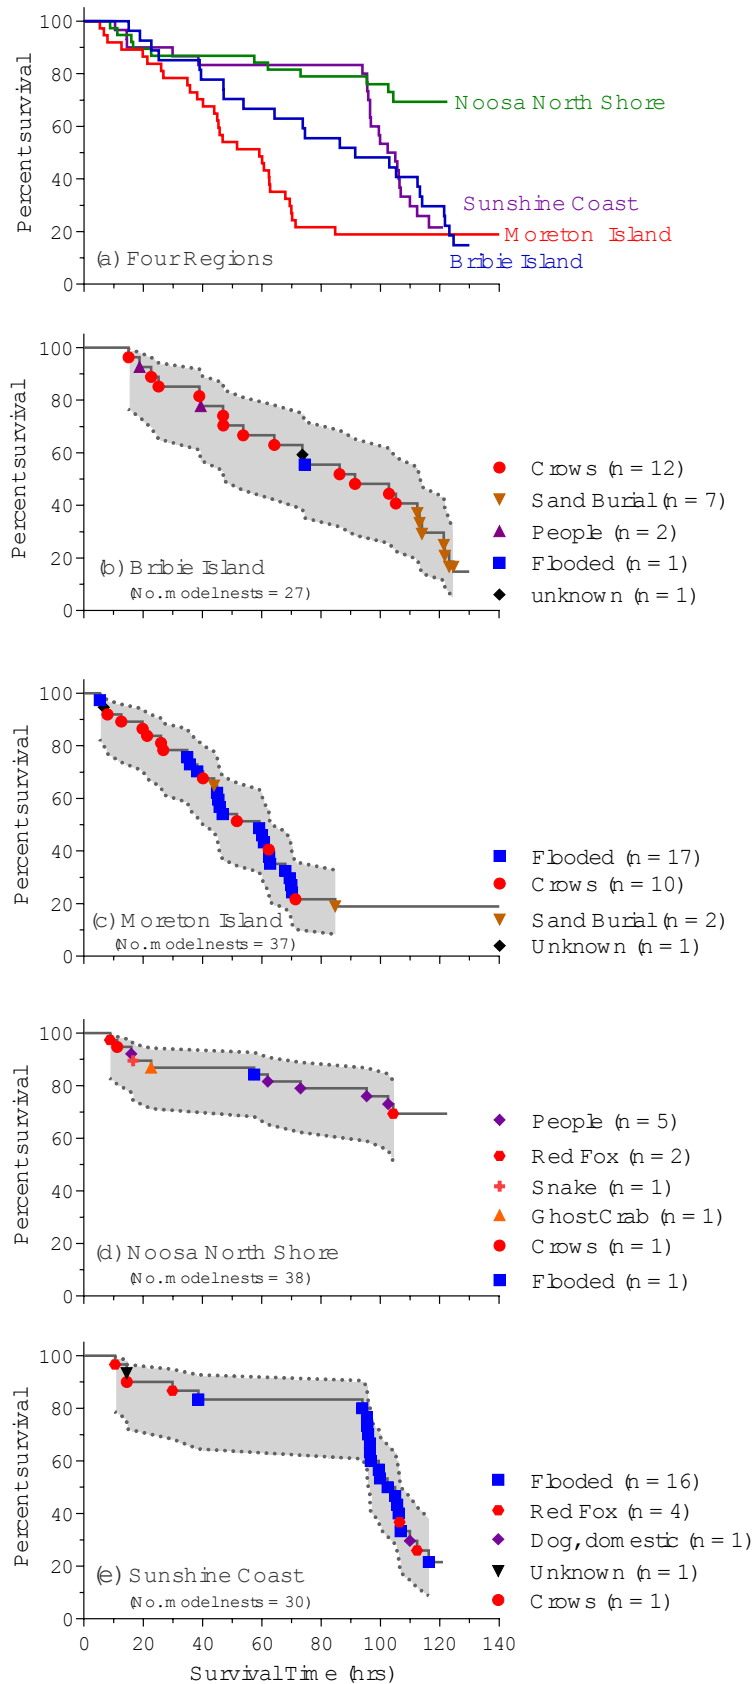 Percent survival
100
80
60
40
20
0
Noosa North Shore
Sunshine Coast
Moreton Island
Bribie Island
(a) Four Regions
Percent survival
100
80
60
40
20
0
Crows (n = 12)
Sand Burial (n = 7)
People (n = 2)
Flooded (n = 1)
unknown (n = 1)
(b) Bribie Island
(No. model nests = 27)
Percent survival
100
80
60
40
20
0
Flooded (n = 17)
Crows (n = 10)
Sand Burial (n = 2)
Unknown (n = 1)
(c) Moreton Island
(No. model nests = 37)
Percent survival
100
80
60
40
20
0
People (n = 5)
Red Fox (n = 2)
Snake (n = 1)
Ghost Crab (n = 1)
Crows (n = 1)
Flooded (n = 1)
(d) Noosa North Shore
(No. model nests = 38)
Percent survival
100
80
60
40
20
0
Flooded (n = 16)
Red Fox (n = 4)
Dog, domestic (n = 1)
Unknown (n = 1)
Crows (n = 1)
(e) Sunshine Coast
(No. model nests = 30)
0 20 40 60 80 100 120 140
Survival Time (hrs)